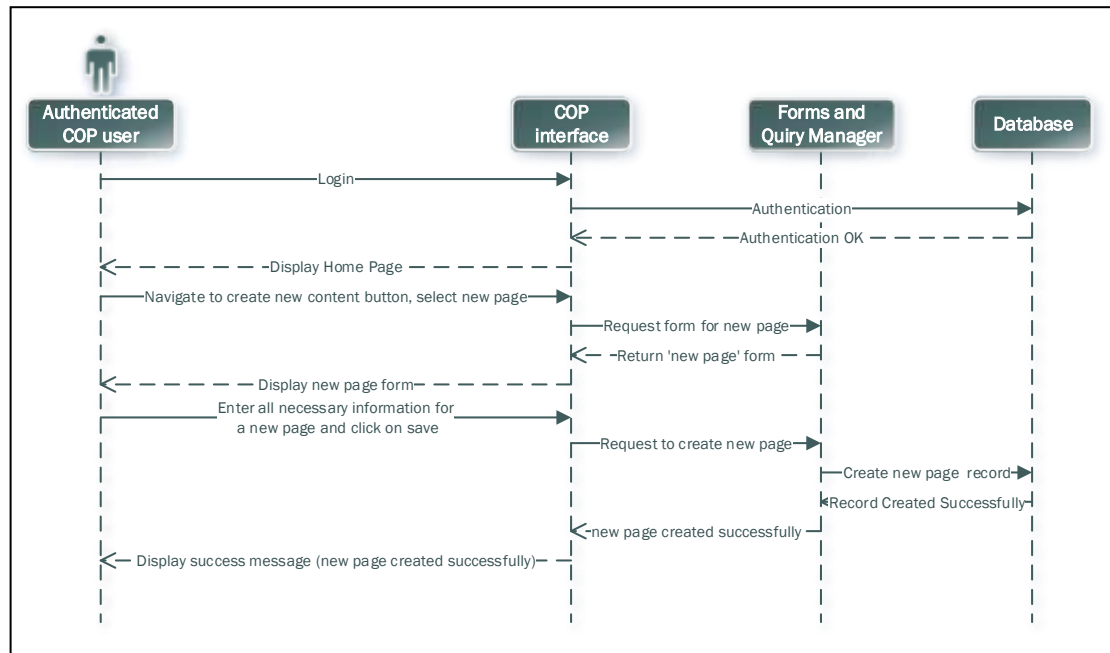 Authenticated
COP user
COP
interface
Forms and
Quiry Manager
Database
Login
Authentication
Authentication OK
Display Home Page
Navigate to create new content button, select new page
Request form for new page
Return 'new page' form
Display new page form
Enter all necessary information for
a new page and click on save
Request to create new page
Create new page record
Record Created Successfully
new page created successfully
Display success message (new page created successfully)